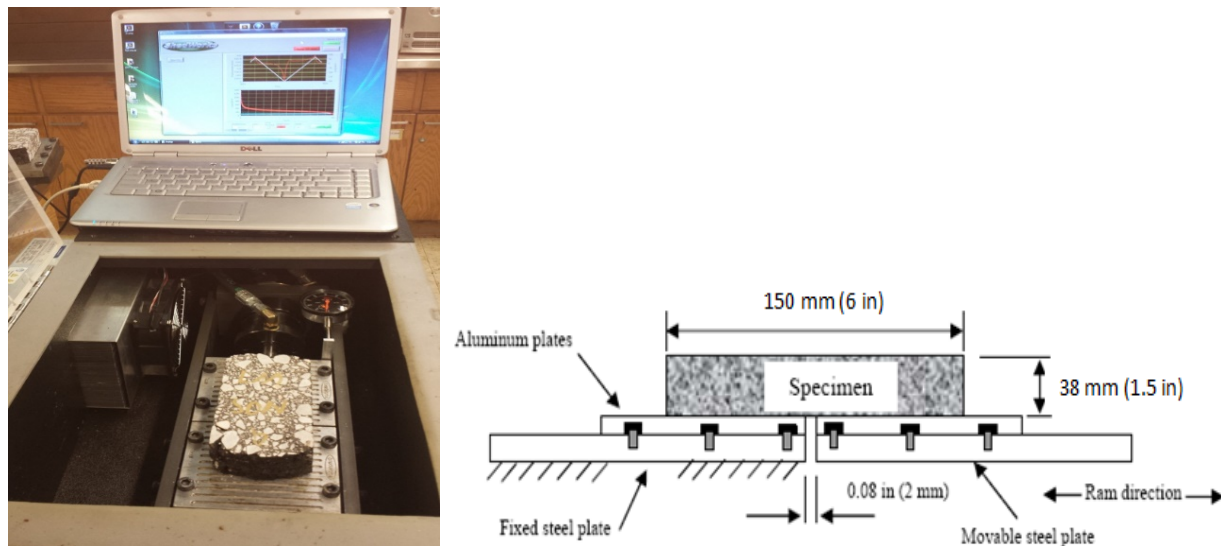 DELL
150 mm (6 in)
Aluminum plates
Specimen
38 mm (1.5 in)
0.08 in (2 mm)
Ram direction
Fixed steel plate
Movable steel plate